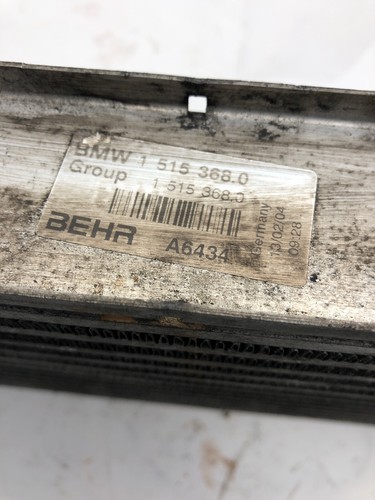 BMW 1 515 368.0
Group 1 515 368.0
BEHR A6434
Germany
13/02/04
09:28